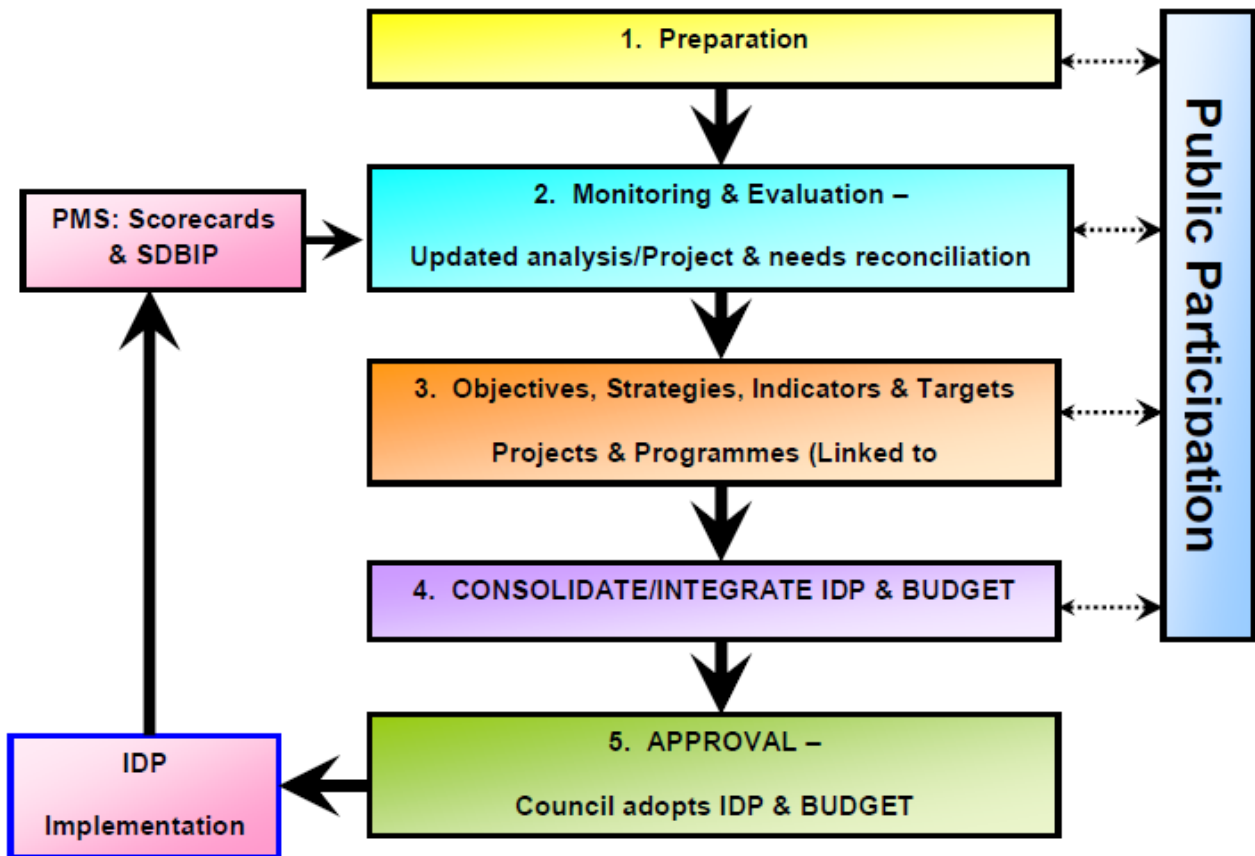 1. Preparation
2. Monitoring & Evaluation –
Updated analysis/Project & needs reconciliation
PMS: Scorecards
& SDBIP
3. Objectives, Strategies, Indicators & Targets
Projects & Programmes (Linked to
4. CONSOLIDATE/INTEGRATE IDP & BUDGET
5. APPROVAL –
Council adopts IDP & BUDGET
IDP
Implementation
Public Participation